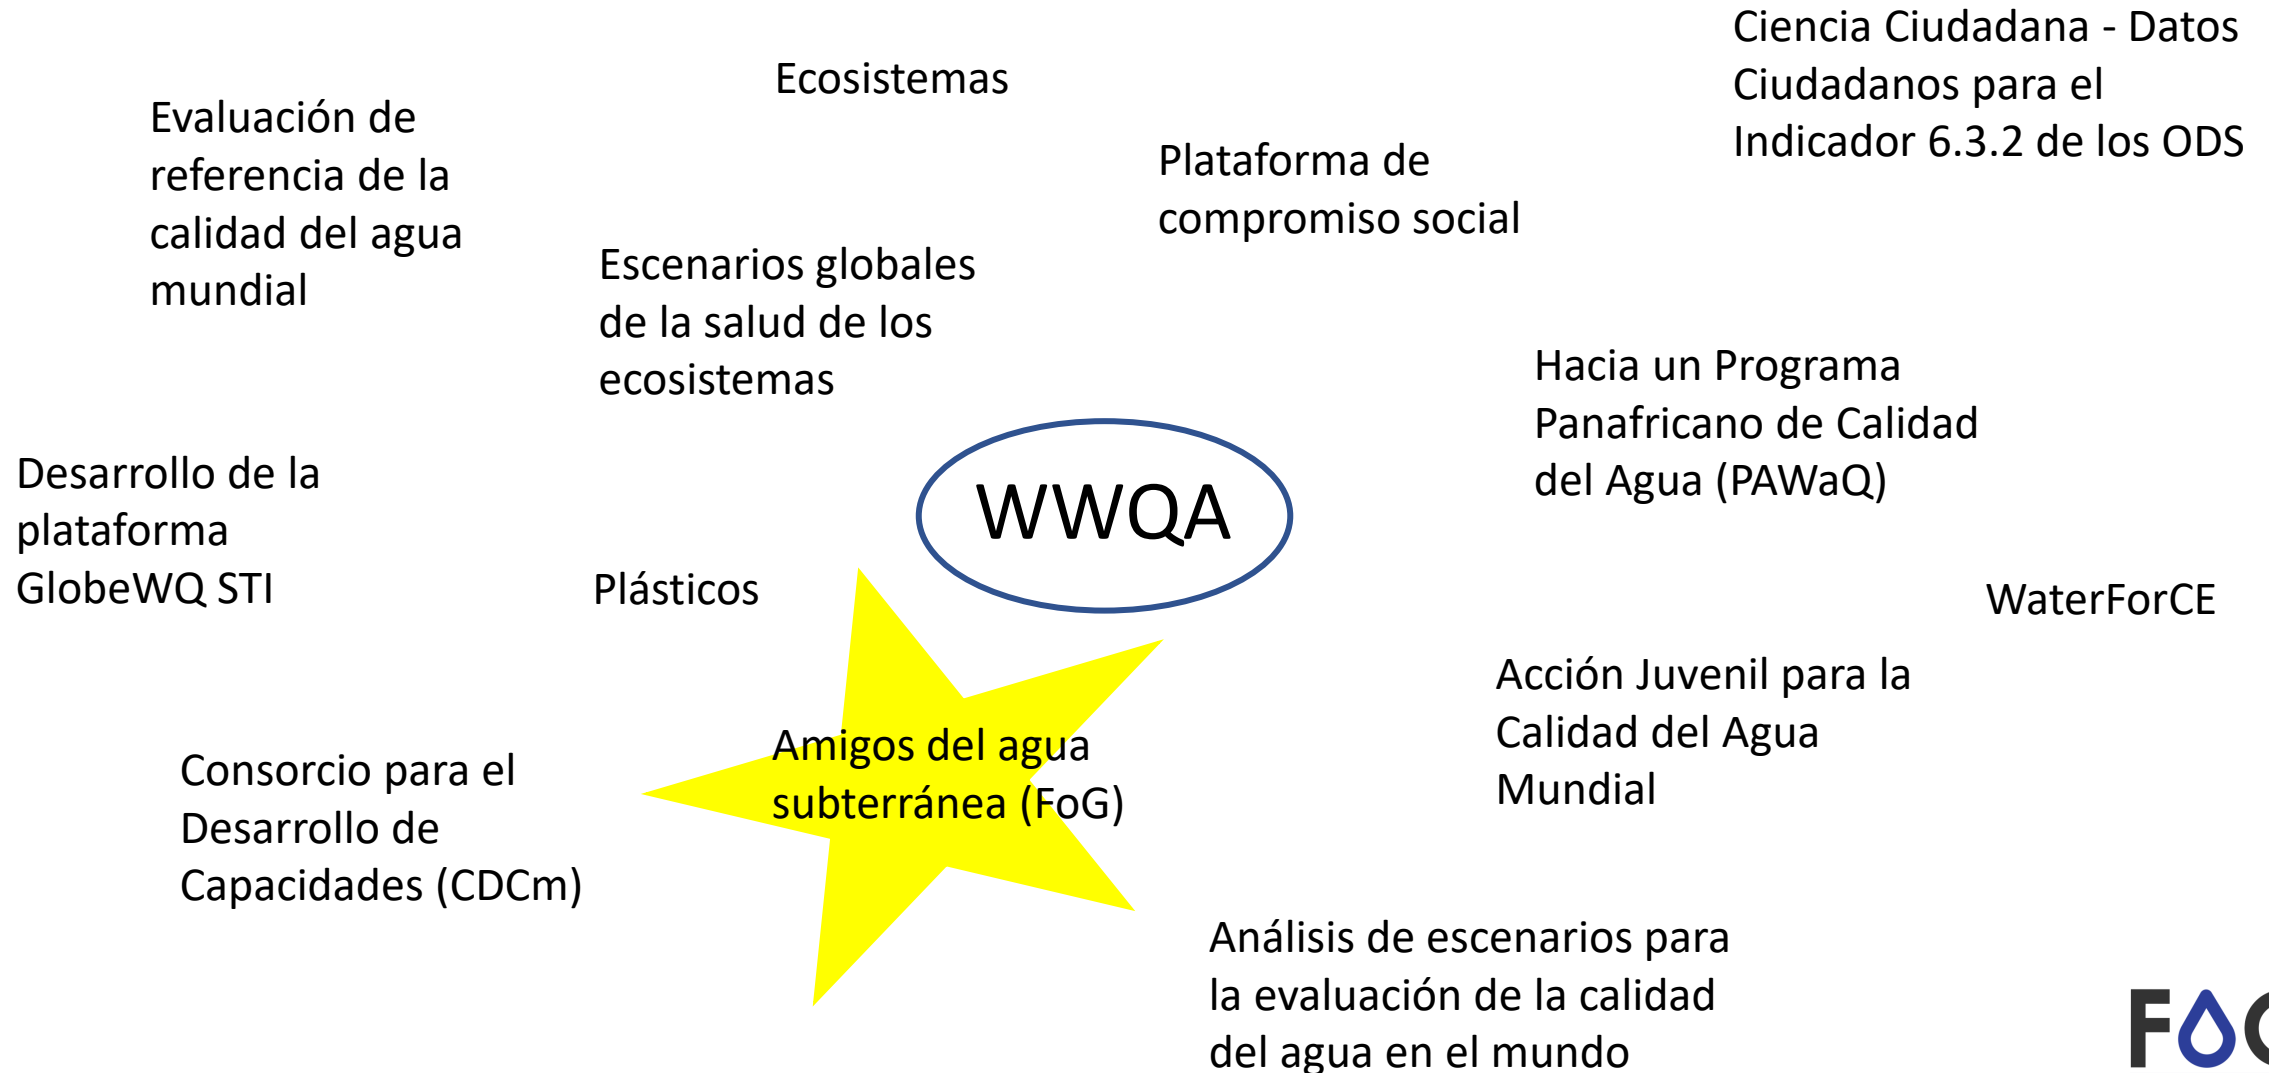 Ciencia Ciudadana - Datos
Ciudadanos para el
Indicador 6.3.2 de los ODS
Ecosistemas
Evaluación de
referencia de la
calidad del agua
mundial
Plataforma de
compromiso social
Escenarios globales
de la salud de los
ecosistemas
Hacia un Programa
Panafricano de Calidad
del Agua (PAWaQ)
Desarrollo de la
plataforma
GlobeWQ STI
WWQA
Plásticos
WaterForCE
Acción Juvenil para la
Calidad del Agua
Mundial
Amigos del agua
subterránea (FoG)
Consorcio para el
Desarrollo de
Capacidades (CDCm)
Análisis de escenarios para
la evaluación de la calidad
del agua en el mundo